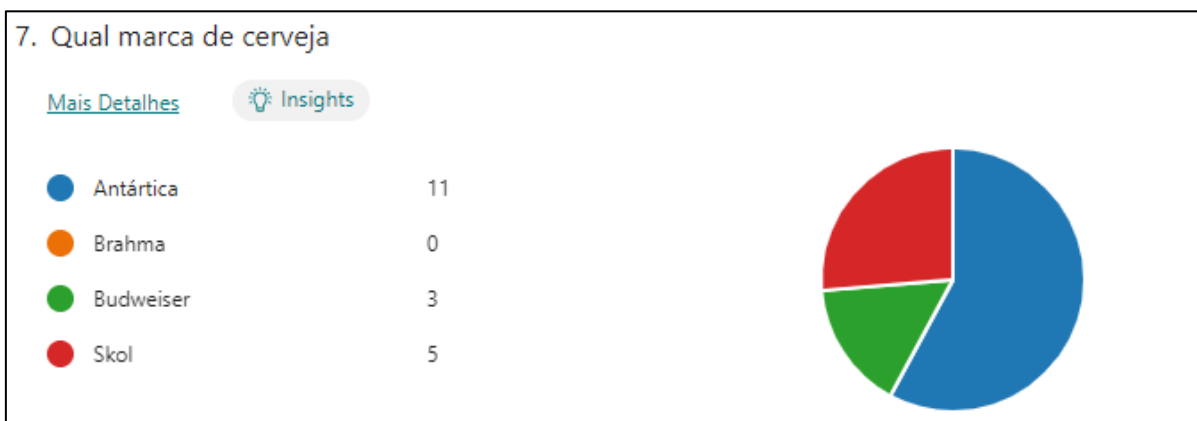 7. Qual marca de cerveja
Mais Detalhes Insights
Antártica 11
Brahma 0
Budweiser 3
Skol 5